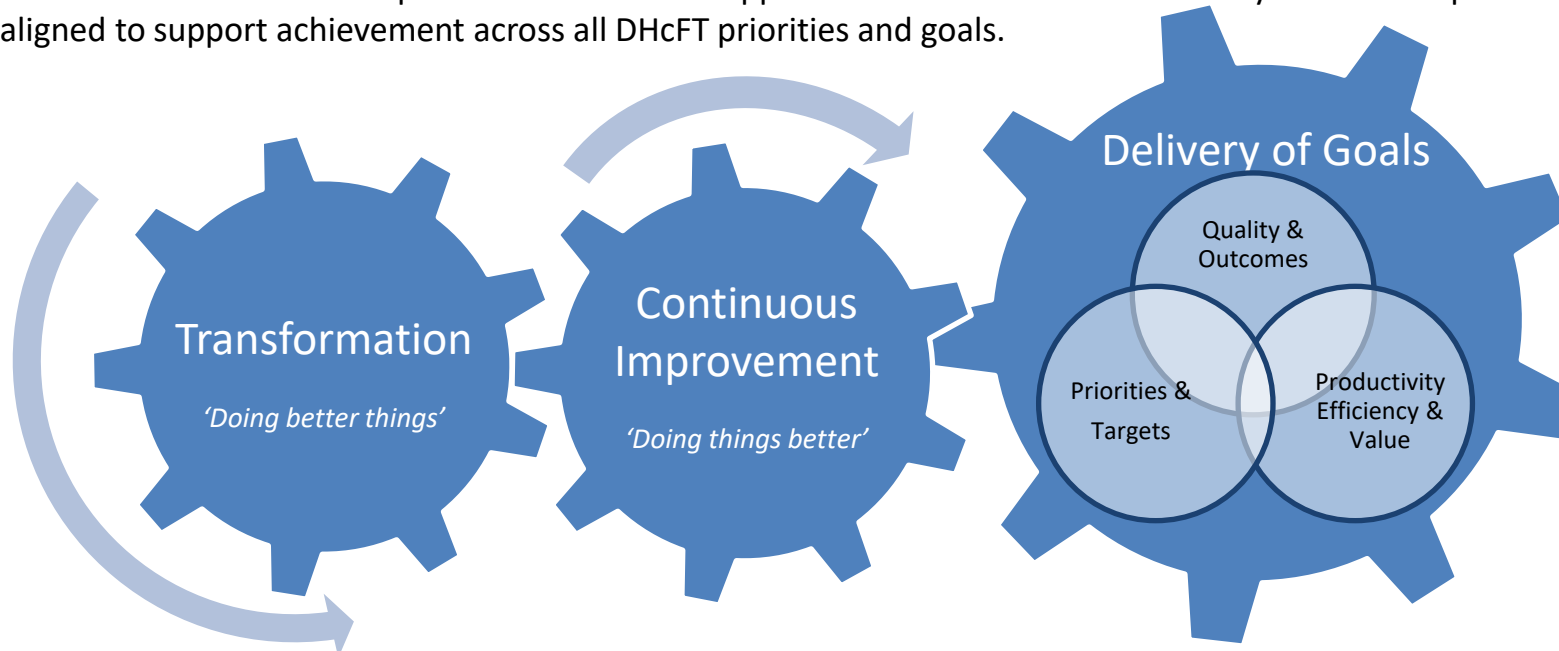 aligned to support achievement across all DHcFT priorities and goals.
Transformation
‘Doing better things’
Continuous
Improvement
‘Doing things better’
Delivery of Goals
Quality &
Outcomes
Priorities &
Targets
Productivity
Efficiency &
Value